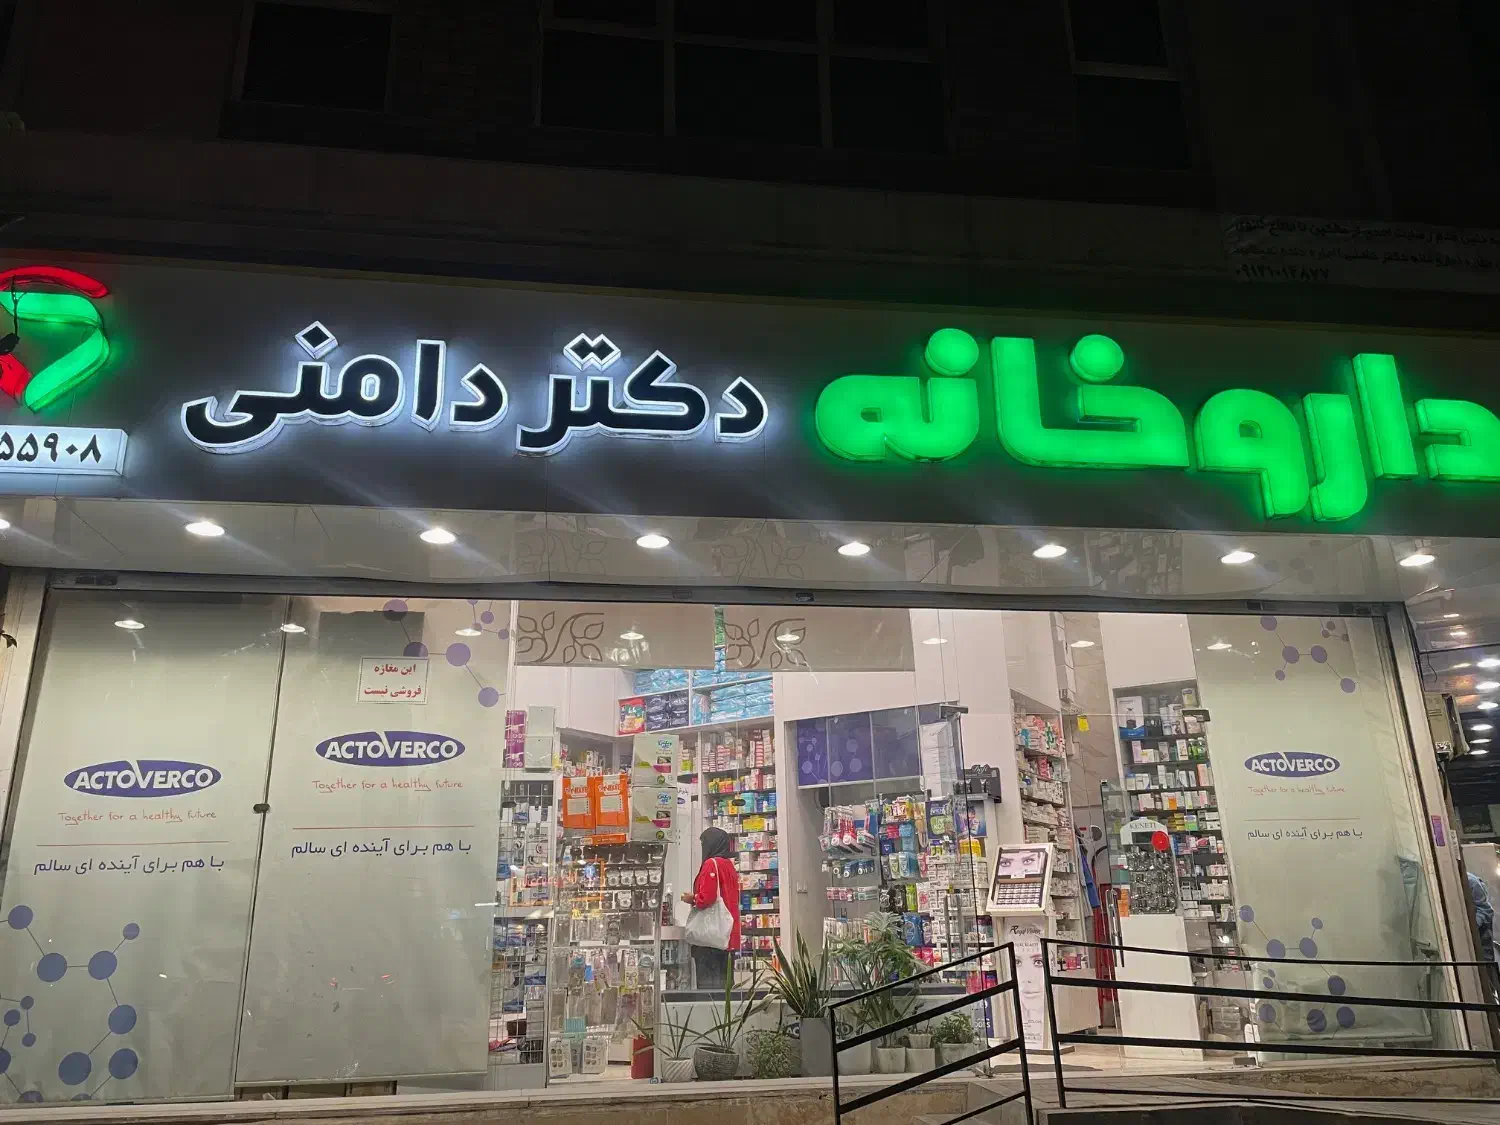 داروخانه دکتر دامنی
۵۵۹۰۸
۰۹۱۲۱۰۱۲۸۷۷
این مغازه
فروشی نیست
ACTOVERCO
Together for a healthy future
با هم برای آینده ای سالم
ACTOVERCO
Together for a healthy future
با هم برای آینده ای سالم
ACTOVERCO
Together for a healthy future
با هم برای آینده ای سالم